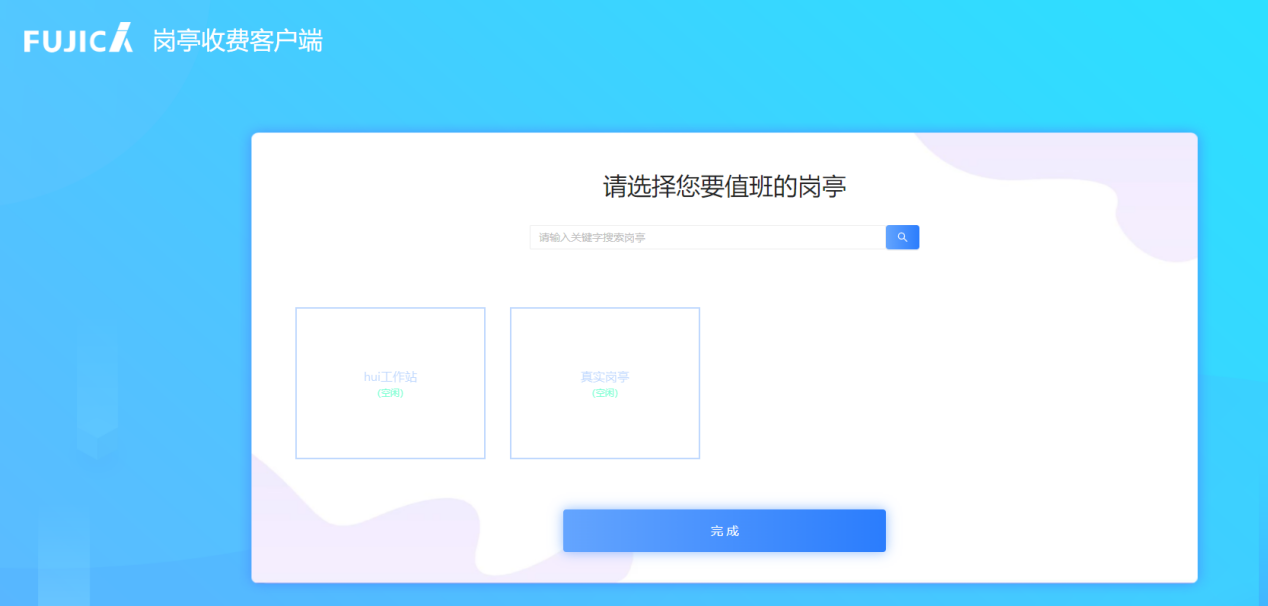 FUJICA 岗亭收费客户端
请选择您要值班的岗亭
请输入关键字搜索岗亭
hui工作站 真实岗亭
(空闲) (空闲)
完成